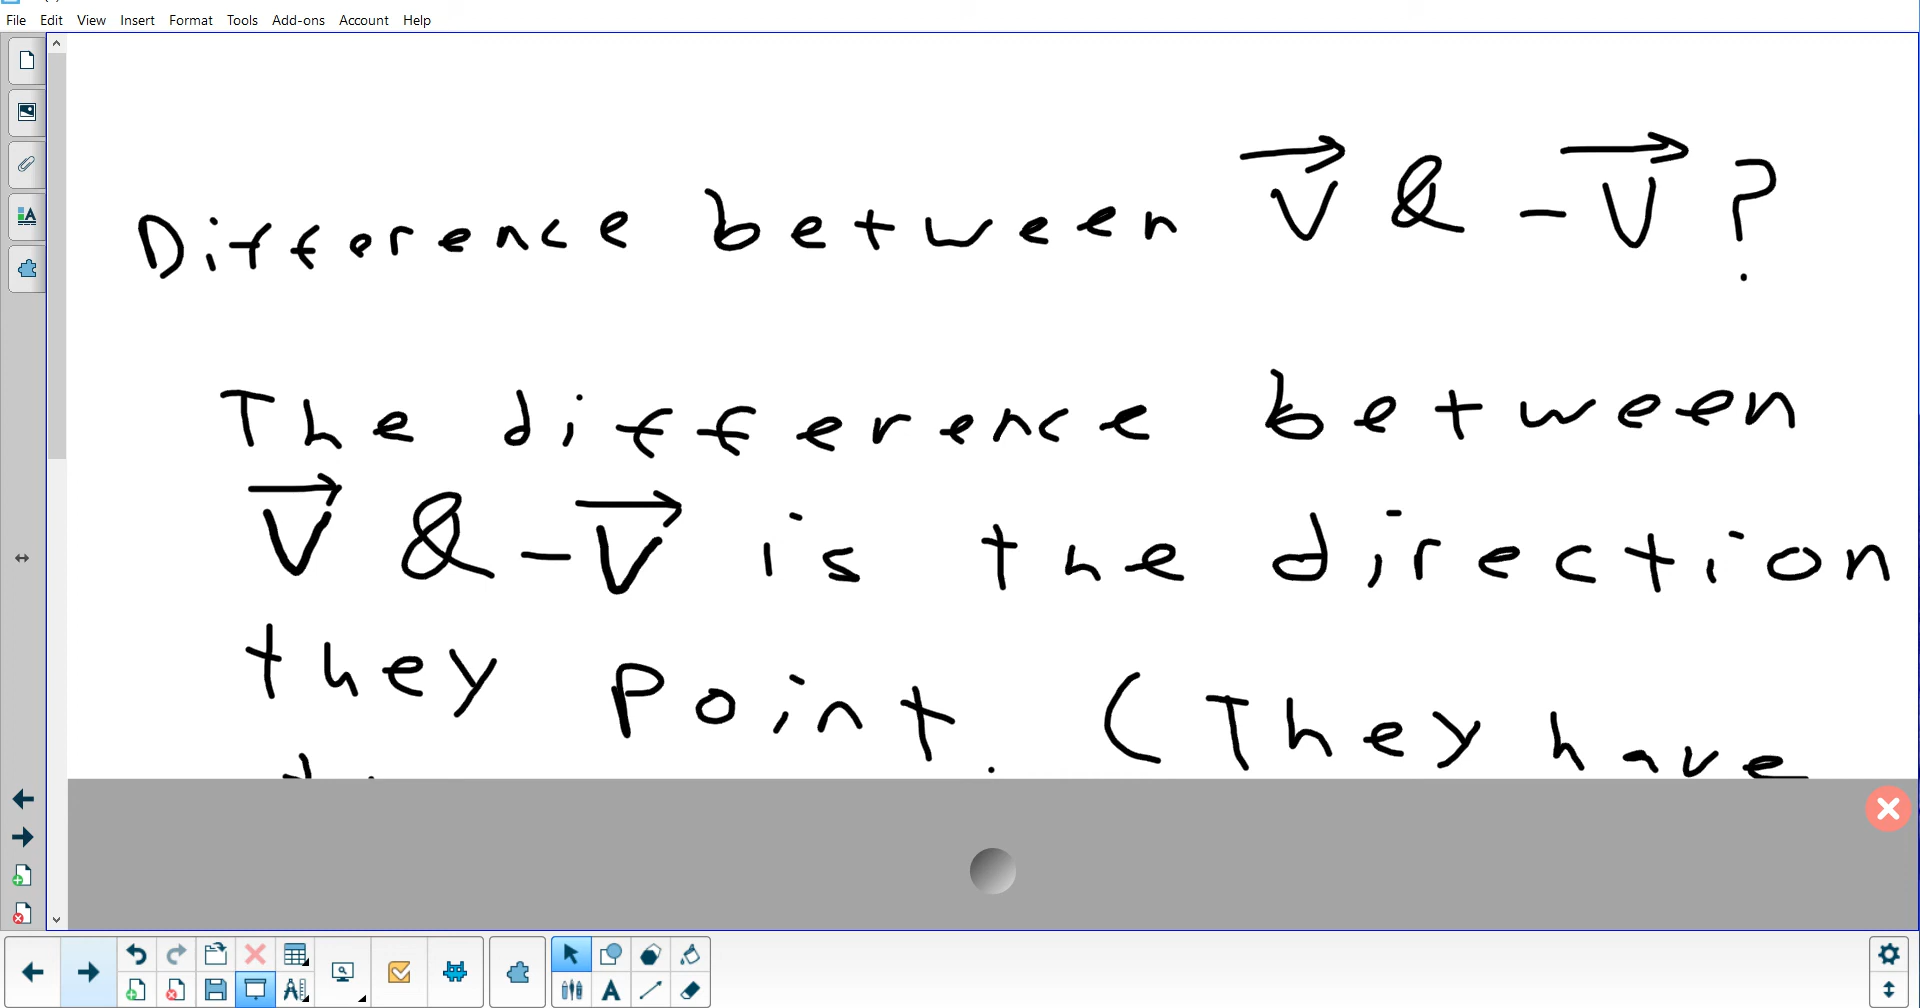 File Edit View Insert Format Tools Add-ons Account Help
Difference between V⃗ & -V⃗ ?
The difference between
V⃗ & -V⃗ is the direction
they point. (They have